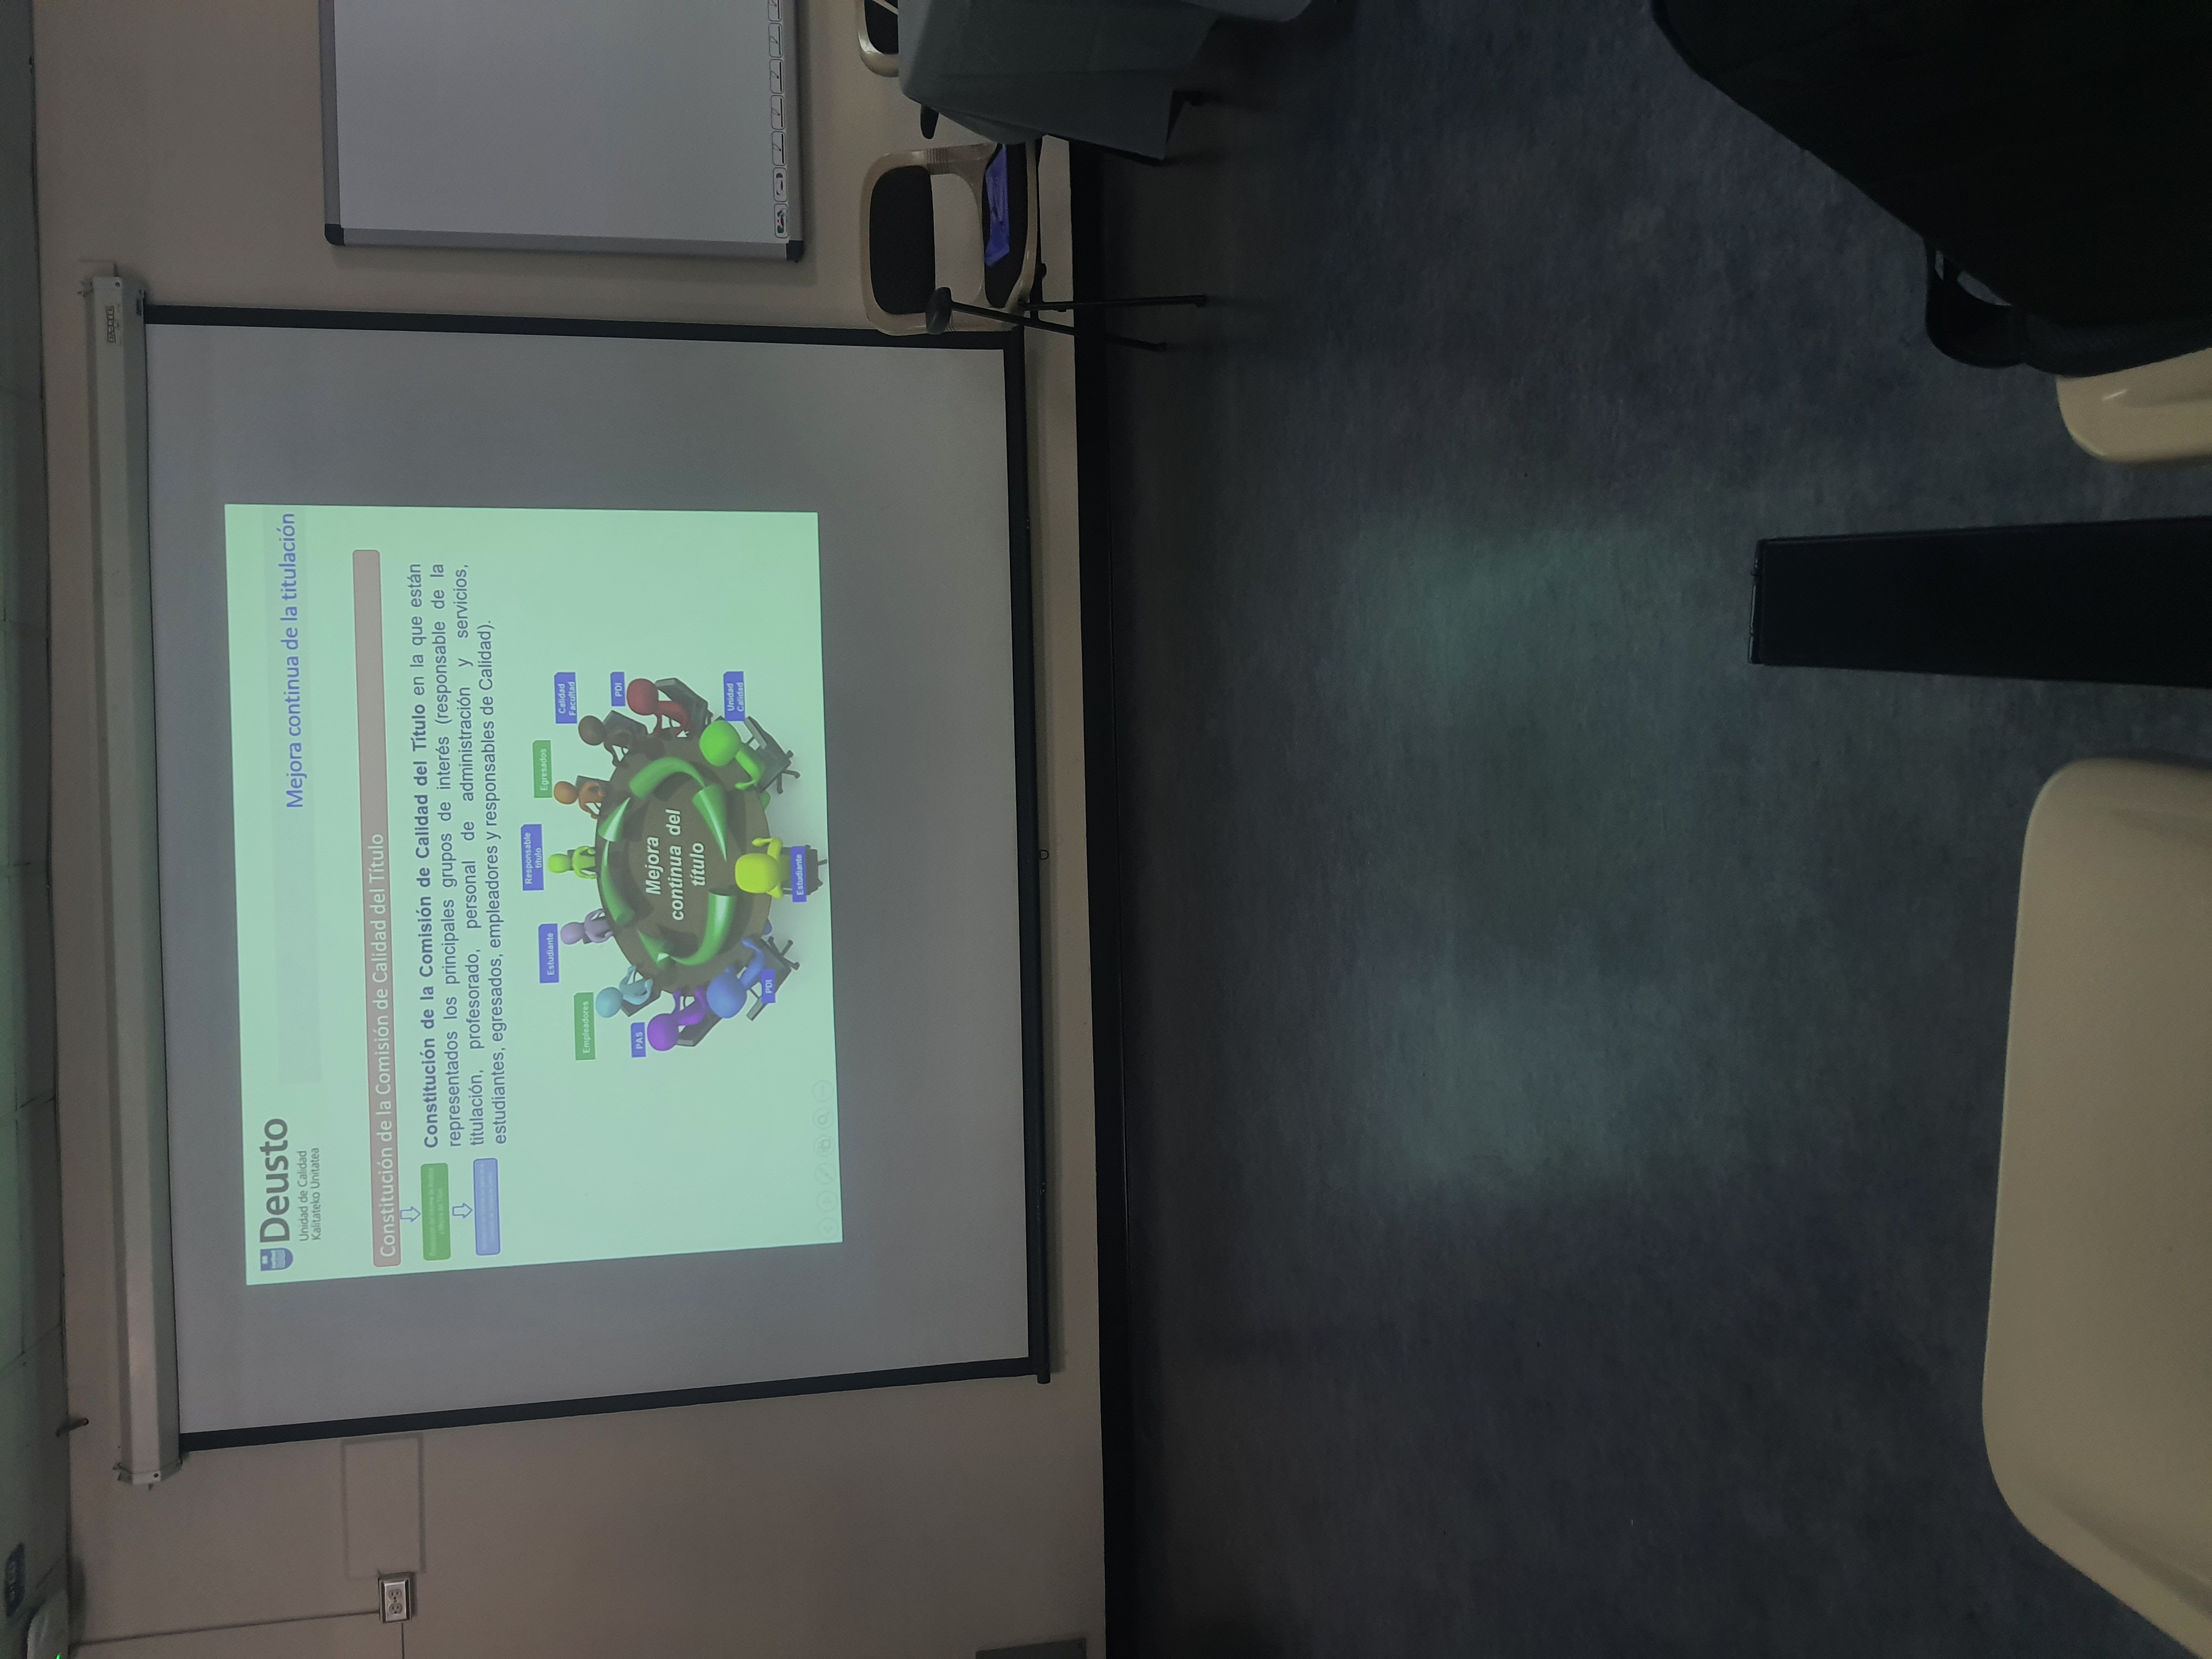 Deusto
Unidad de Calidad
Kalitateko Unitatea
Mejora continua de la titulación
Constitución de la Comisión de Calidad del Título
Constitución de la Comisión de Calidad del Título en la que están
representados los principales grupos de interés (responsable de la
titulación, profesorado, personal de administración y servicios,
estudiantes, egresados, empleadores y responsables de Calidad).
Responsable
título
Estudiante
Egresados
Calidad
Facultad
Empleadores
PDI
PAS
Mejora
continua del
título
Unidad
Calidad
PDI
Estudiante